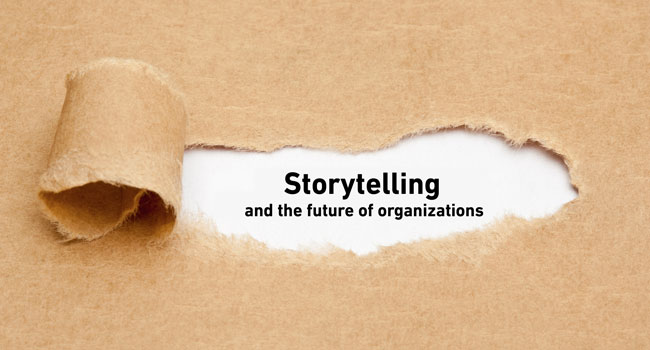 Storytelling
and the future of organizations